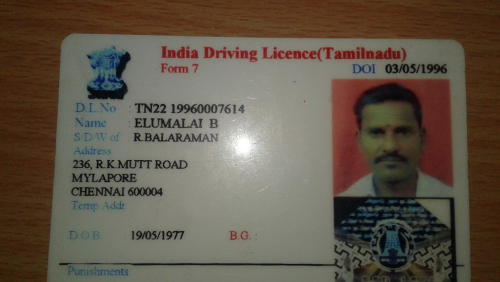 India Driving Licence(Tamilnadu)
Form 7
DOI 03/05/1996
D.L.No : TN22 19960007614
Name : ELUMALAI B
S/D/W of : R.BALARAMAN
Address
236, R.K.MUTT ROAD
MYLAPORE
CHENNAI 600004
Temp Addr
D.O.B. 19/05/1977 B.G. :
Punishments